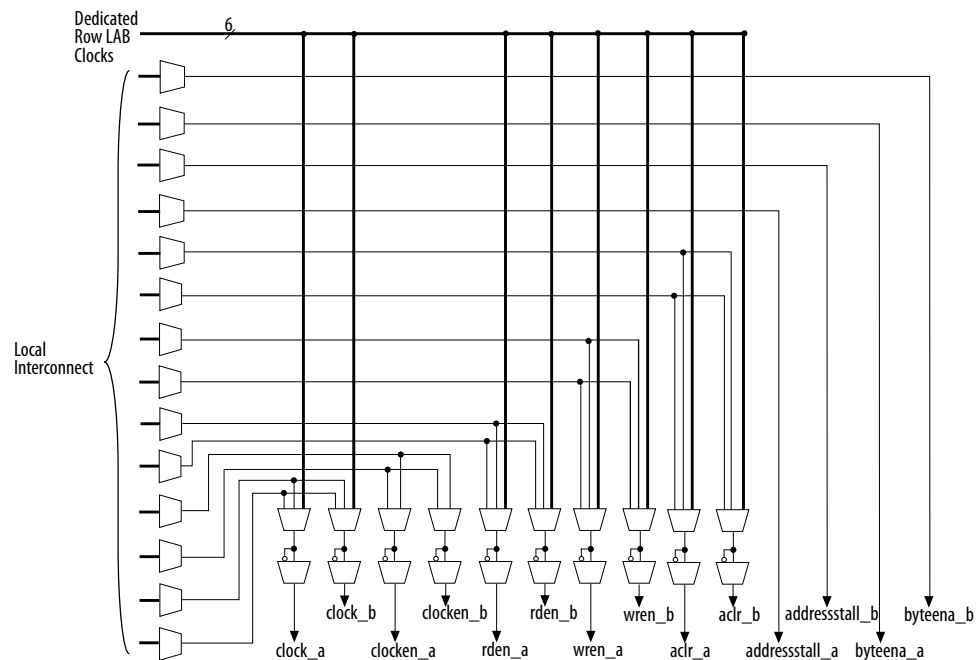 Dedicated
Row LAB
Clocks
6
Local
Interconnect
clock_b
clocken_b
rden_b
wren_b
aclr_b
addressstall_b
byteena_b
clock_a
clocken_a
rden_a
wren_a
aclr_a
addressstall_a
byteena_a